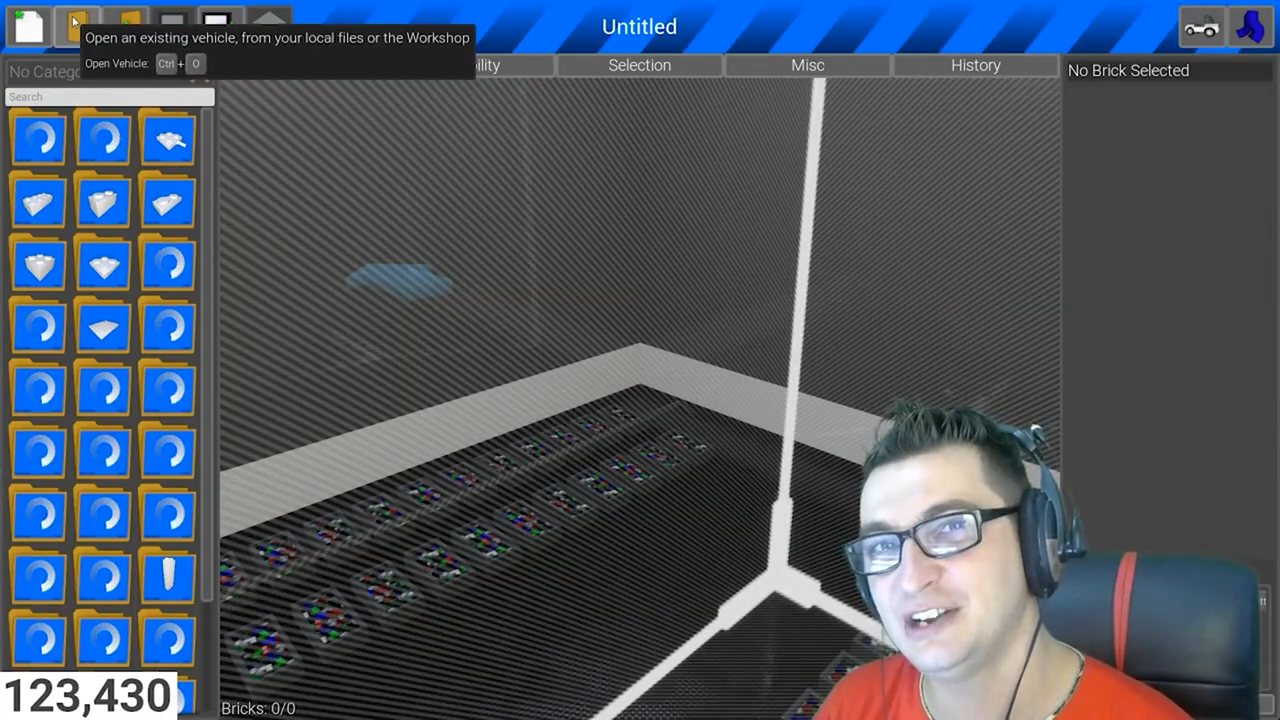 Untitled
Open an existing vehicle, from your local files or the Workshop
Open Vehicle: Ctrl + O
No Catego
Search
ility
Selection
Misc
History
No Brick Selected
Bricks: 0/0
123,430